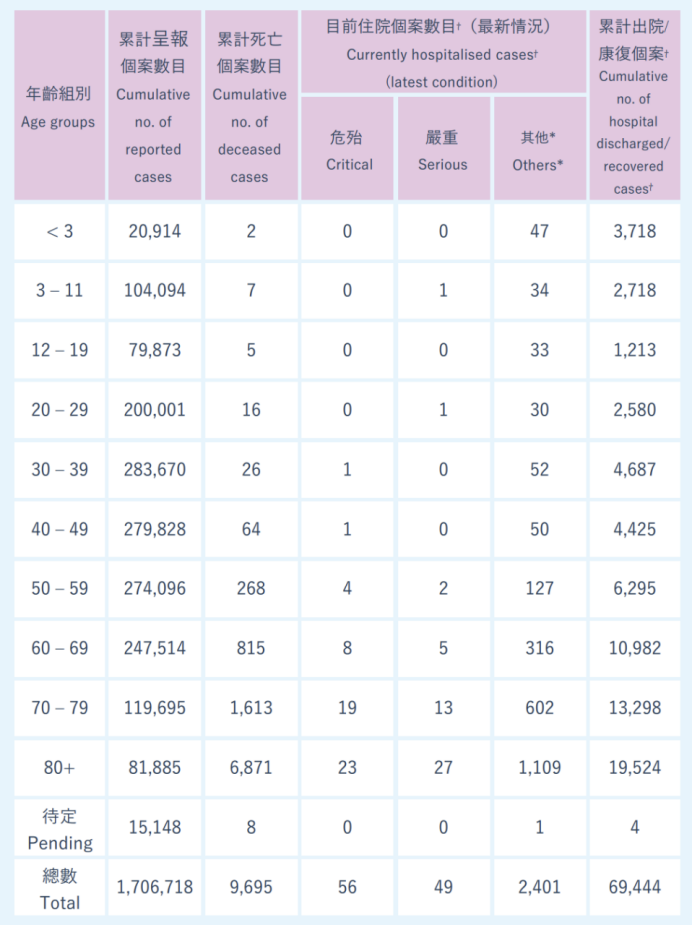 年齡組別
Age groups
累計呈報
個案數目
Cumulative
no. of
reported
cases
累計死亡
個案數目
Cumulative
no. of
deceased
cases
目前住院個案數目†（最新情況）
Currently hospitalised cases†
(latest condition)
危殆
Critical
嚴重
Serious
其他*
Others*
累計出院/
康復個案†
Cumulative
no. of
hospital
discharged/
recovered
cases†
< 3 20,914 2 0 0 47 3,718
3 – 11 104,094 7 0 1 34 2,718
12 – 19 79,873 5 0 0 33 1,213
20 – 29 200,001 16 0 1 30 2,580
30 – 39 283,670 26 1 0 52 4,687
40 – 49 279,828 64 1 0 50 4,425
50 – 59 274,096 268 4 2 127 6,295
60 – 69 247,514 815 8 5 316 10,982
70 – 79 119,695 1,613 19 13 602 13,298
80+ 81,885 6,871 23 27 1,109 19,524
待定
Pending
15,148 8 0 0 1 4
總數
Total
1,706,718 9,695 56 49 2,401 69,444